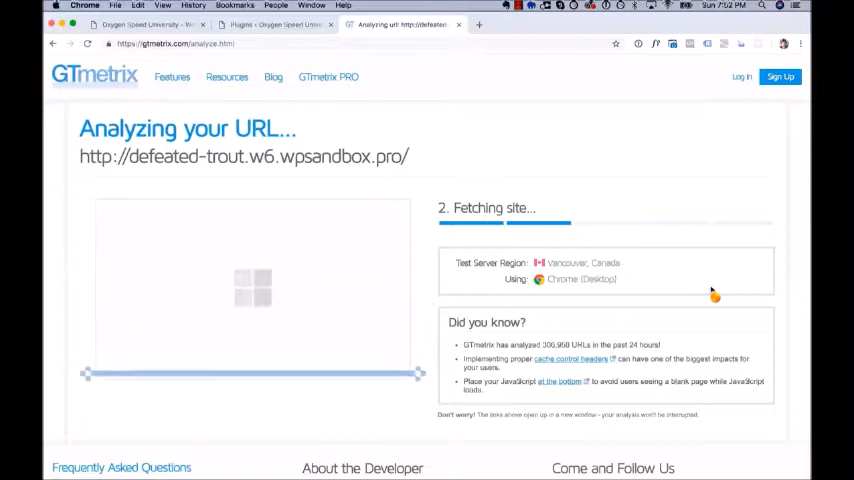 Chrome File Edit View History Bookmarks People Window Help
Sun 7:52 PM
Oxygen Speed University - We
Plugins ‹ Oxygen Speed Unive
Analyzing url: http://defeated-
https://gtmetrix.com/analyze.html
GTmetrix Features Resources Blog GTmetrix PRO Log In Sign Up
Analyzing your URL...
http://defeated-trout.w6.wpsandbox.pro/
2. Fetching site...
Test Server Region: Vancouver, Canada
Using: Chrome (Desktop)
Did you know?
GTmetrix has analyzed 306,958 URLs in the past 24 hours!
Implementing proper cache control headers can have one of the biggest impacts for
your users.
Place your JavaScript at the bottom to avoid users seeing a blank page while JavaScript
loads.
Don't worry! The links above open up in a new window - your analysis won't be interrupted.
Frequently Asked Questions About the Developer Come and Follow Us